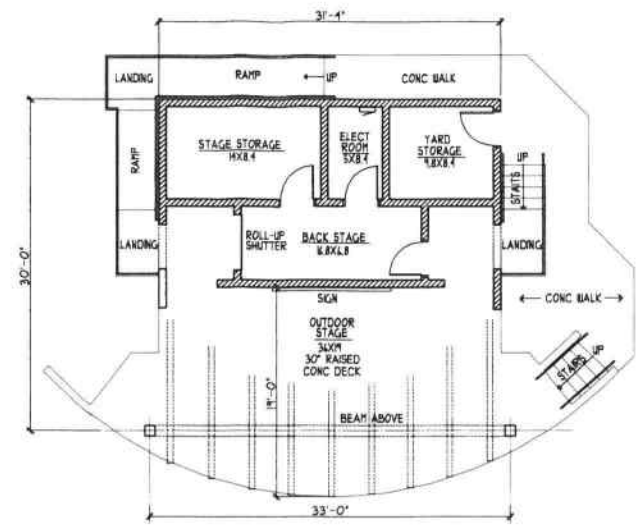 31'-4"
LANDING
RAMP
← UP
CONC WALK
STAGE STORAGE
14X8.4
ELECT
ROOM
5X8.4
YARD
STORAGE
9.8X8.4
RAMP
UP
STAIRS
LANDING
ROLL-UP
SHUTTER
BACK STAGE
16.8X6.8
LANDING
30'-0"
SIGN
← CONC WALK →
OUTDOOR
STAGE
36X19
30" RAISED
CONC DECK
STAIRS
UP
19'-0"
BEAM ABOVE
33'-0"